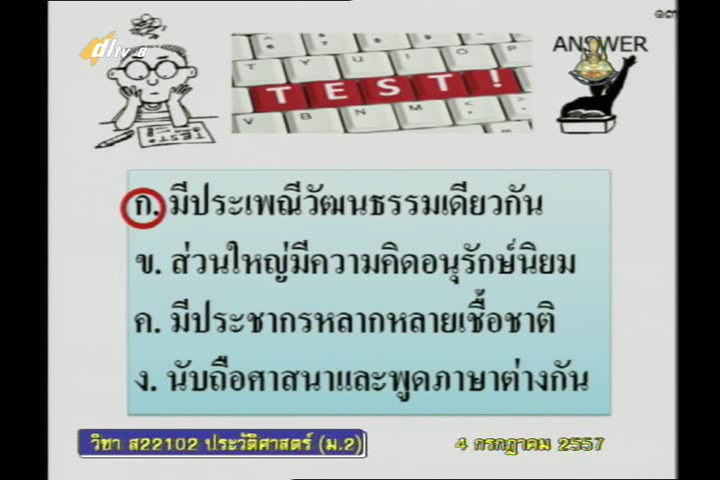 ๑๓
dltv 8
ANSWER
TEST!
TEST
ก. มีประเพณีวัฒนธรรมเดียวกัน
ข. ส่วนใหญ่มีความคิดอนุรักษ์นิยม
ค. มีประชากรหลากหลายเชื้อชาติ
ง. นับถือศาสนาและพูดภาษาต่างกัน
วิชา ส22102 ประวัติศาสตร์ (ม.2)
4 กรกฎาคม 2557